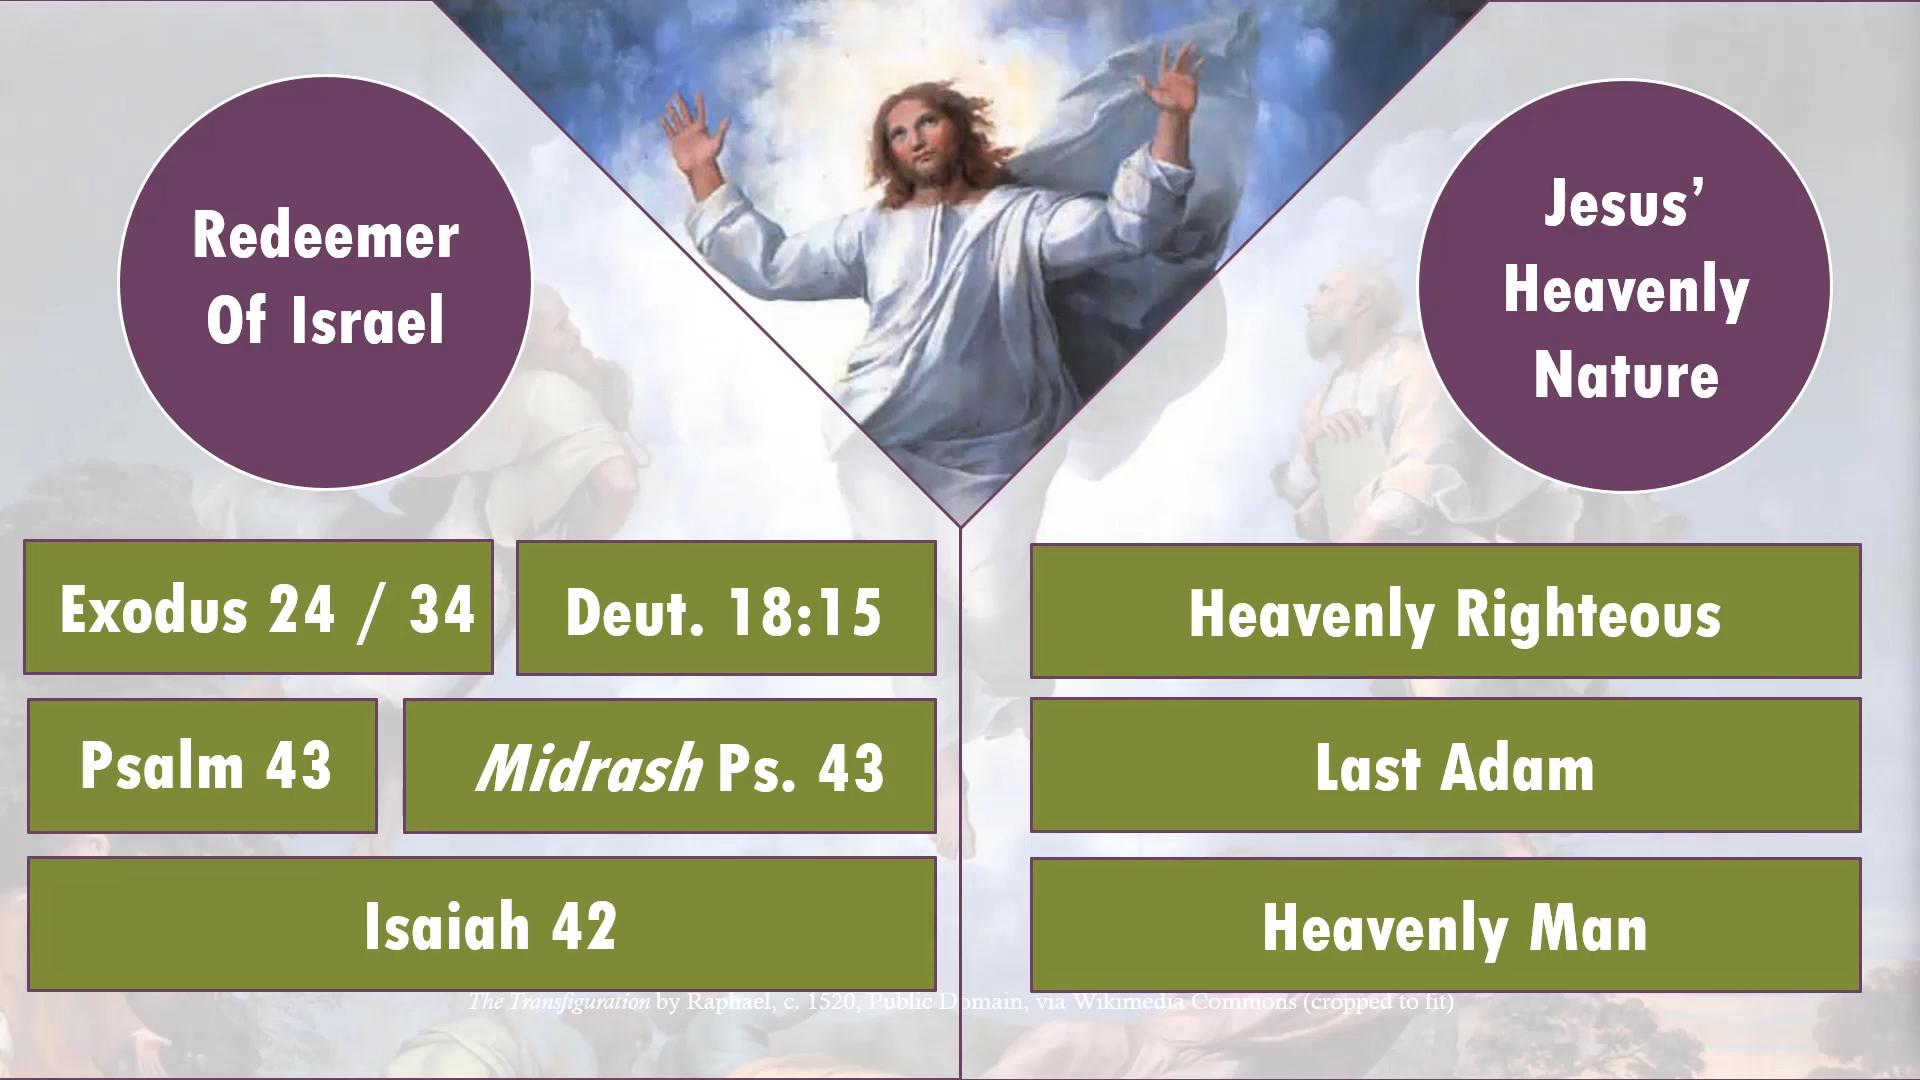 Redeemer
Of Israel
Jesus’
Heavenly
Nature
Exodus 24 / 34
Deut. 18:15
Psalm 43
Midrash Ps. 43
Isaiah 42
Heavenly Righteous
Last Adam
Heavenly Man
The Transfiguration by Raphael, c. 1520, Public Domain, via Wikimedia Commons (cropped to fit)